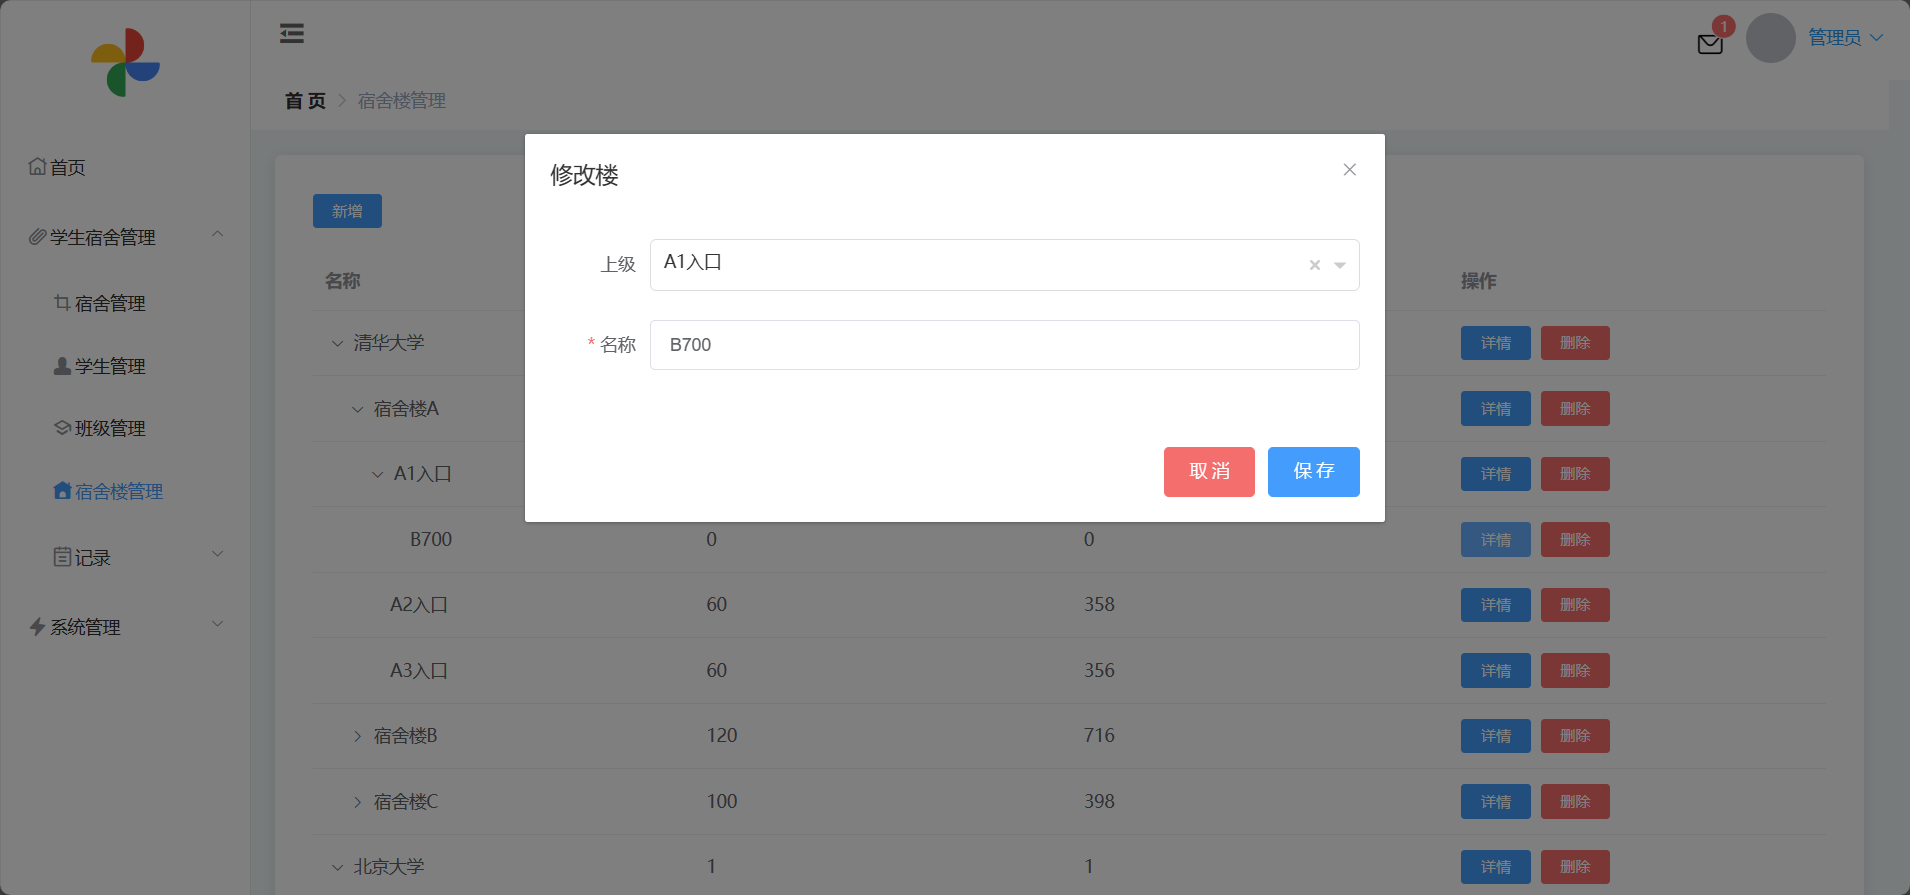 1
管理员
首 页 > 宿舍楼管理
首页
学生宿舍管理
宿舍管理
学生管理
班级管理
宿舍楼管理
记录
系统管理
修改楼
上级 A1入口
* 名称 B700
取 消 保 存
新增
名称 操作
清华大学 详情 删除
宿舍楼A 详情 删除
A1入口 详情 删除
B700 0 0 详情 删除
A2入口 60 358 详情 删除
A3入口 60 356 详情 删除
宿舍楼B 120 716 详情 删除
宿舍楼C 100 398 详情 删除
北京大学 1 1 详情 删除